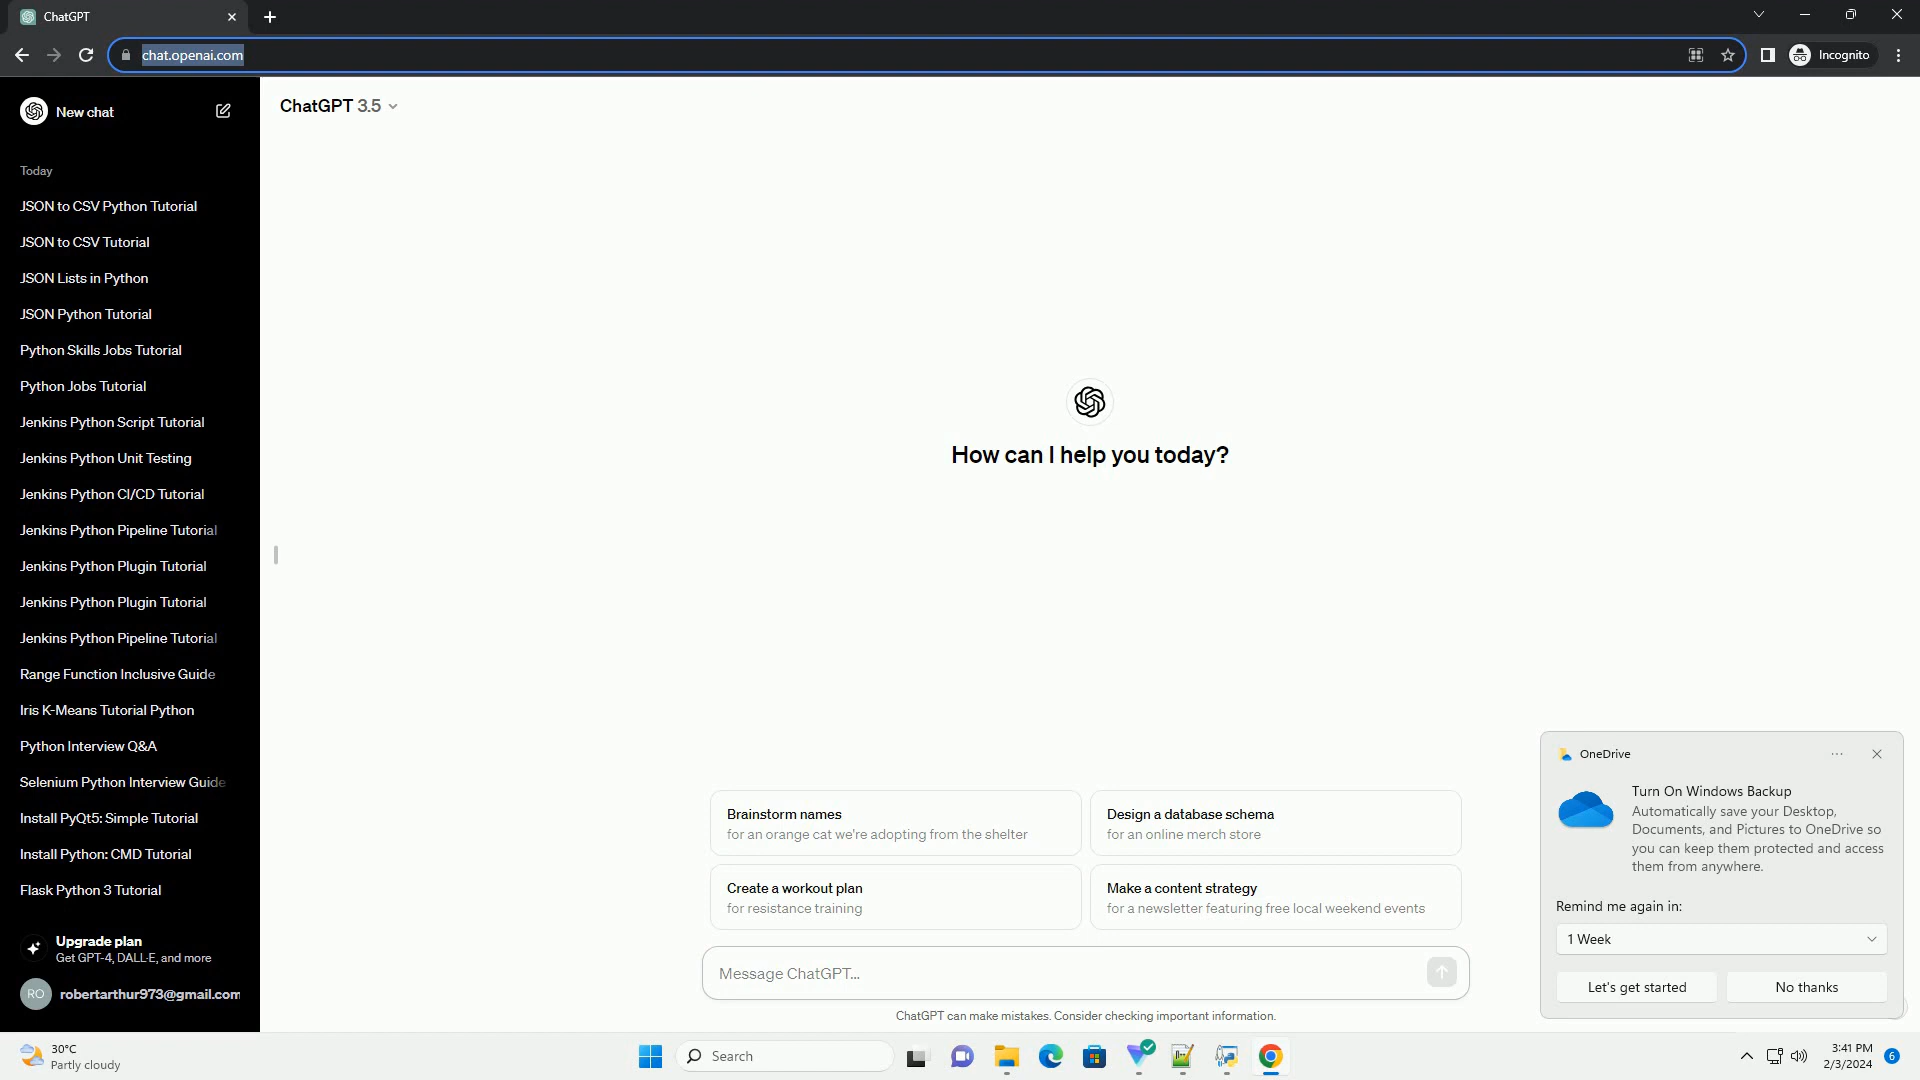 ChatGPT
chat.openai.com
Incognito
New chat
ChatGPT 3.5
Today
JSON to CSV Python Tutorial
JSON to CSV Tutorial
JSON Lists in Python
JSON Python Tutorial
Python Skills Jobs Tutorial
Python Jobs Tutorial
Jenkins Python Script Tutorial
Jenkins Python Unit Testing
Jenkins Python CI/CD Tutorial
Jenkins Python Pipeline Tutorial
Jenkins Python Plugin Tutorial
Jenkins Python Plugin Tutorial
Jenkins Python Pipeline Tutorial
Range Function Inclusive Guide
Iris K-Means Tutorial Python
Python Interview Q&A
Selenium Python Interview Guide
Install PyQt5: Simple Tutorial
Install Python: CMD Tutorial
Flask Python 3 Tutorial
Upgrade plan
Get GPT-4, DALL·E, and more
RO
robertarthur973@gmail.com
How can I help you today?
Brainstorm names
for an orange cat we're adopting from the shelter
Design a database schema
for an online merch store
Create a workout plan
for resistance training
Make a content strategy
for a newsletter featuring free local weekend events
Message ChatGPT...
ChatGPT can make mistakes. Consider checking important information.
OneDrive
Turn On Windows Backup
Automatically save your Desktop,
Documents, and Pictures to OneDrive so
you can keep them protected and access
them from anywhere.
Remind me again in:
1 Week
Let's get started
No thanks
30°C
Partly cloudy
Search
3:41 PM
2/3/2024
6